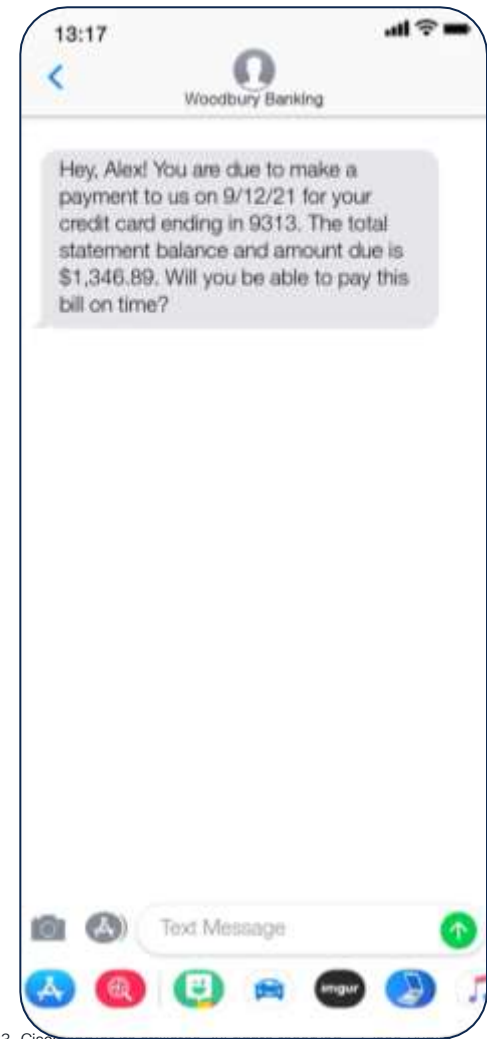 13:17
Woodbury Banking
Hey, Alex! You are due to make a
payment to us on 9/12/21 for your
credit card ending in 9313. The total
statement balance and amount due is
$1,346.89. Will you be able to pay this
bill on time?
Text Message
imgur